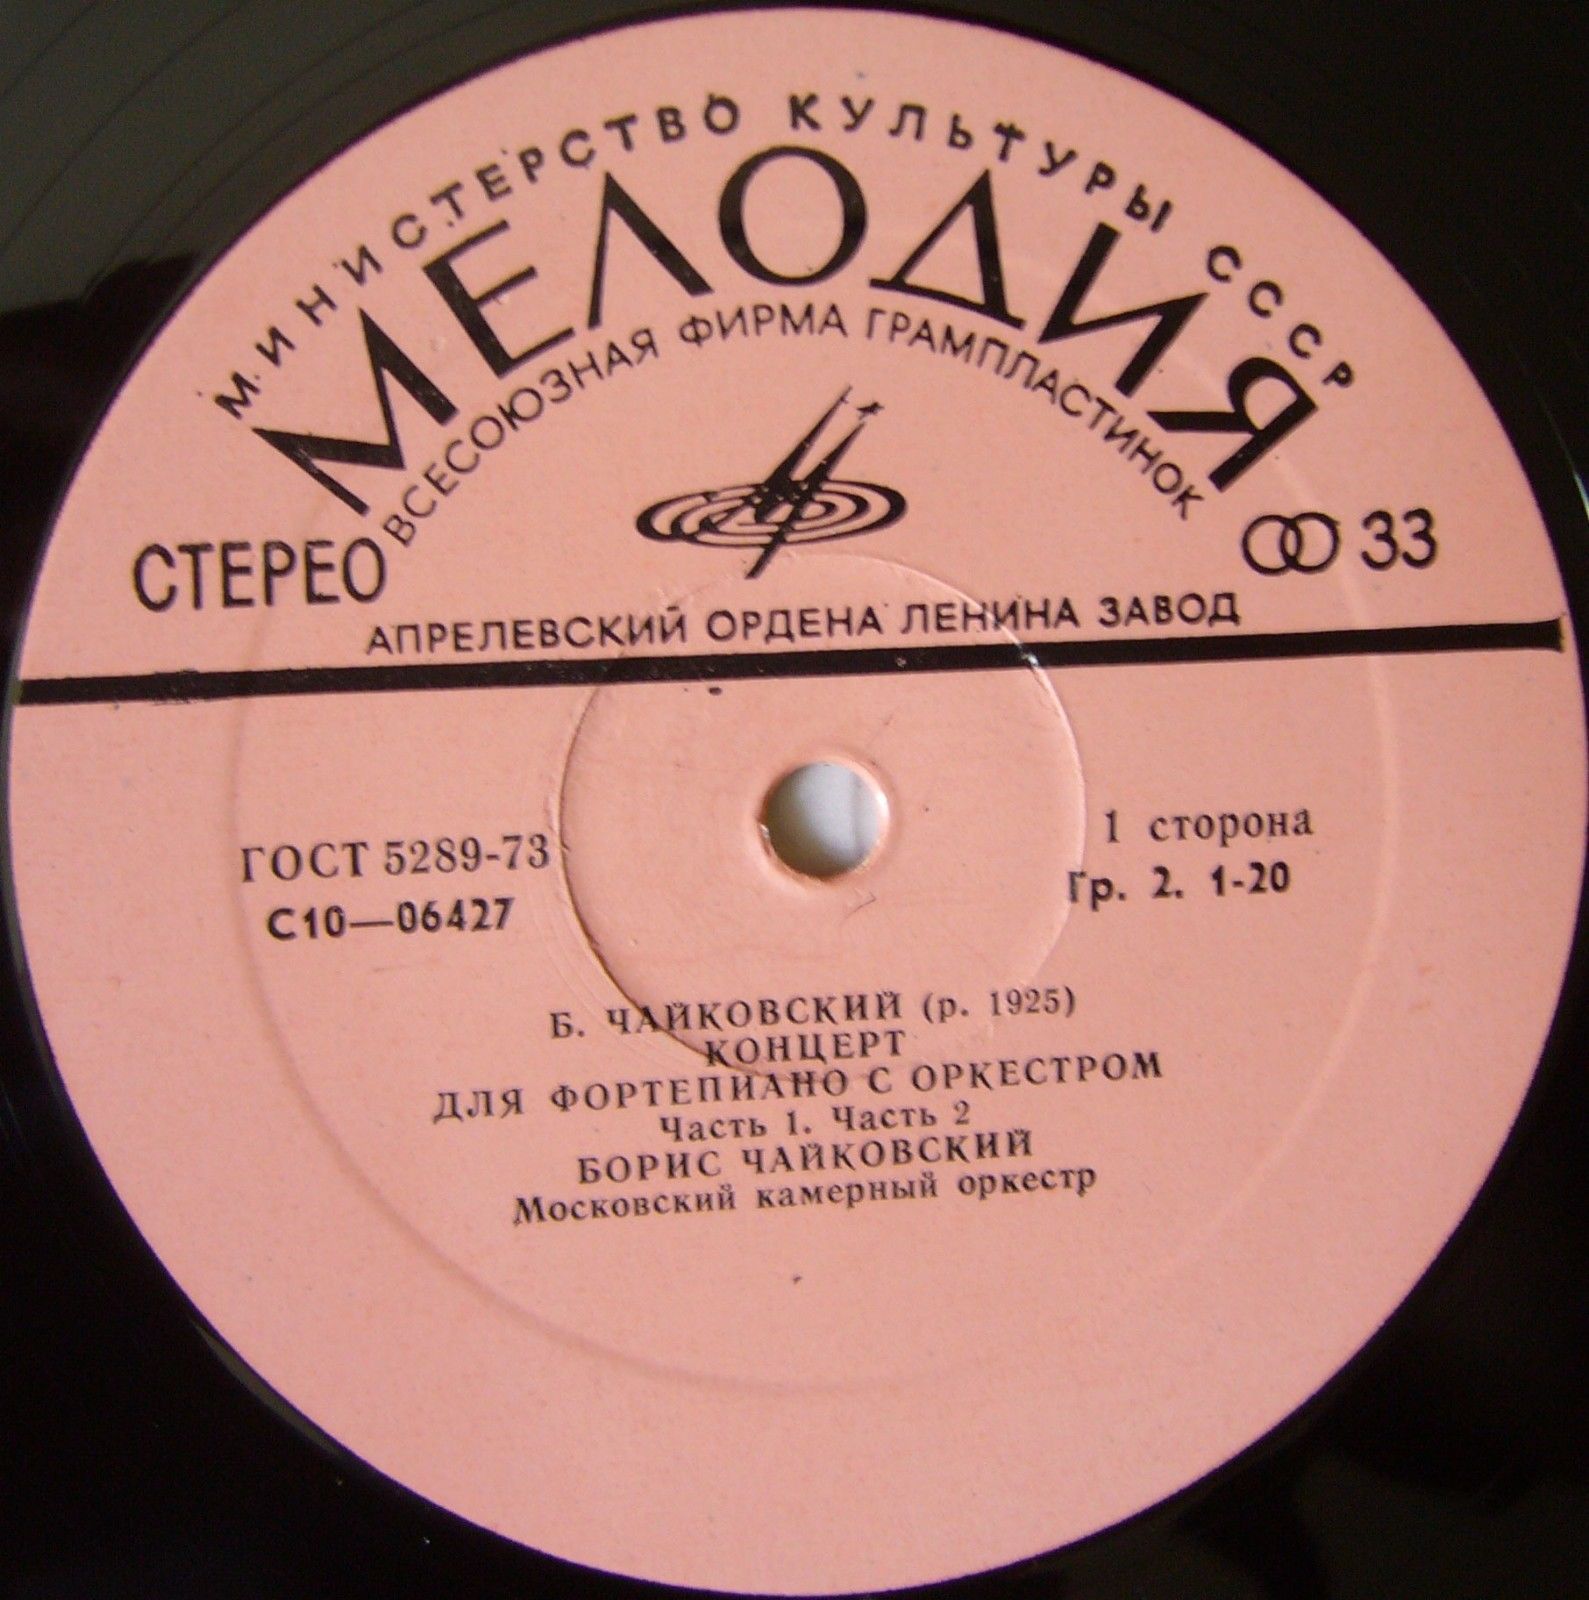 МИНИСТЕРСТВО КУЛЬТУРЫ СССР
МЕЛОДИЯ
ВСЕСОЮЗНАЯ ФИРМА ГРАМПЛАСТИНОК
СТЕРЕО
33
АПРЕЛЕВСКИЙ ОРДЕНА ЛЕНИНА ЗАВОД
ГОСТ 5289-73
С10—06427
1 сторона
Гр. 2. 1-20
Б. ЧАЙКОВСКИЙ (р. 1925)
КОНЦЕРТ
ДЛЯ ФОРТЕПИАНО С ОРКЕСТРОМ
Часть 1. Часть 2
БОРИС ЧАЙКОВСКИЙ
Московский камерный оркестр